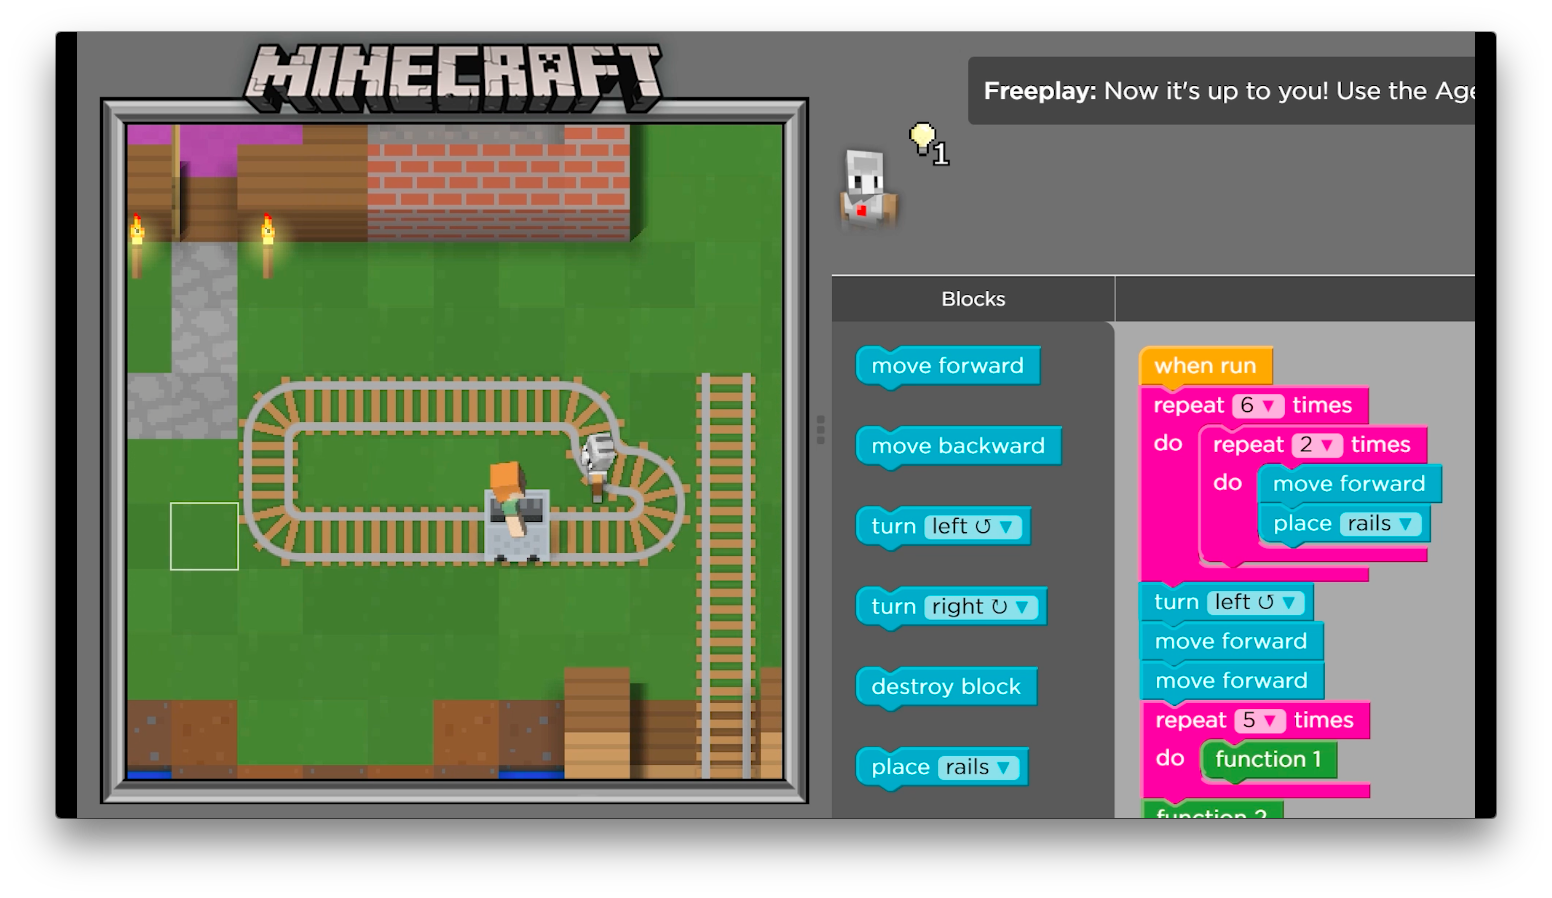 MINECRAFT
Freeplay: Now it's up to you! Use the Age
1
Blocks
move forward
move backward
turn left ↺ ▼
turn right ↻ ▼
destroy block
place rails ▼
when run
repeat 6 ▼ times
do repeat 2 ▼ times
do move forward
place rails ▼
turn left ↺ ▼
move forward
move forward
repeat 5 ▼ times
do function 1
function 2